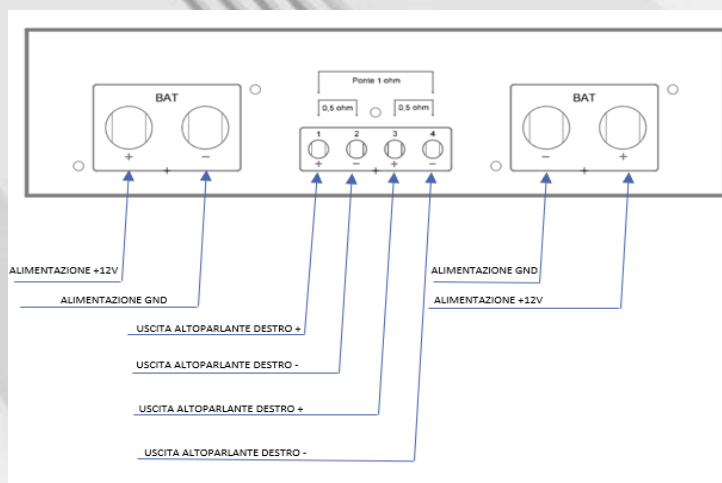 Ponte 1 ohm
BAT
0,5 ohm
0,5 ohm
BAT
1 2 3 4
+ -
+ - + -
- +
ALIMENTAZIONE +12V
ALIMENTAZIONE GND
ALIMENTAZIONE GND
ALIMENTAZIONE +12V
USCITA ALTOPARLANTE DESTRO +
USCITA ALTOPARLANTE DESTRO -
USCITA ALTOPARLANTE DESTRO +
USCITA ALTOPARLANTE DESTRO -